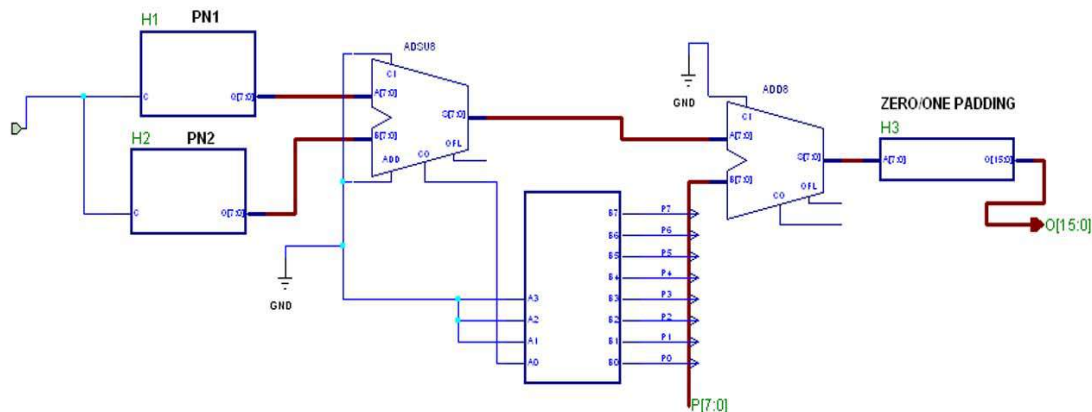 H1 PN1
C O[7:0]
H2 PN2
C O[7:0]
ADSU8
CI
A[7:0]
B[7:0]
S[7:0]
ADD
CO
OFL
GND
GND
ADD8
CI
A[7:0]
B[7:0]
S[7:0]
CO
OFL
ZERO/ONE PADDING
H3
A[7:0] O[15:0]
O[15:0]
B7 P7
B6 P6
B5 P5
B4 P4
A3 B3 P3
A2 B2 P2
A1 B1 P1
A0 B0 P0
P[7:0]